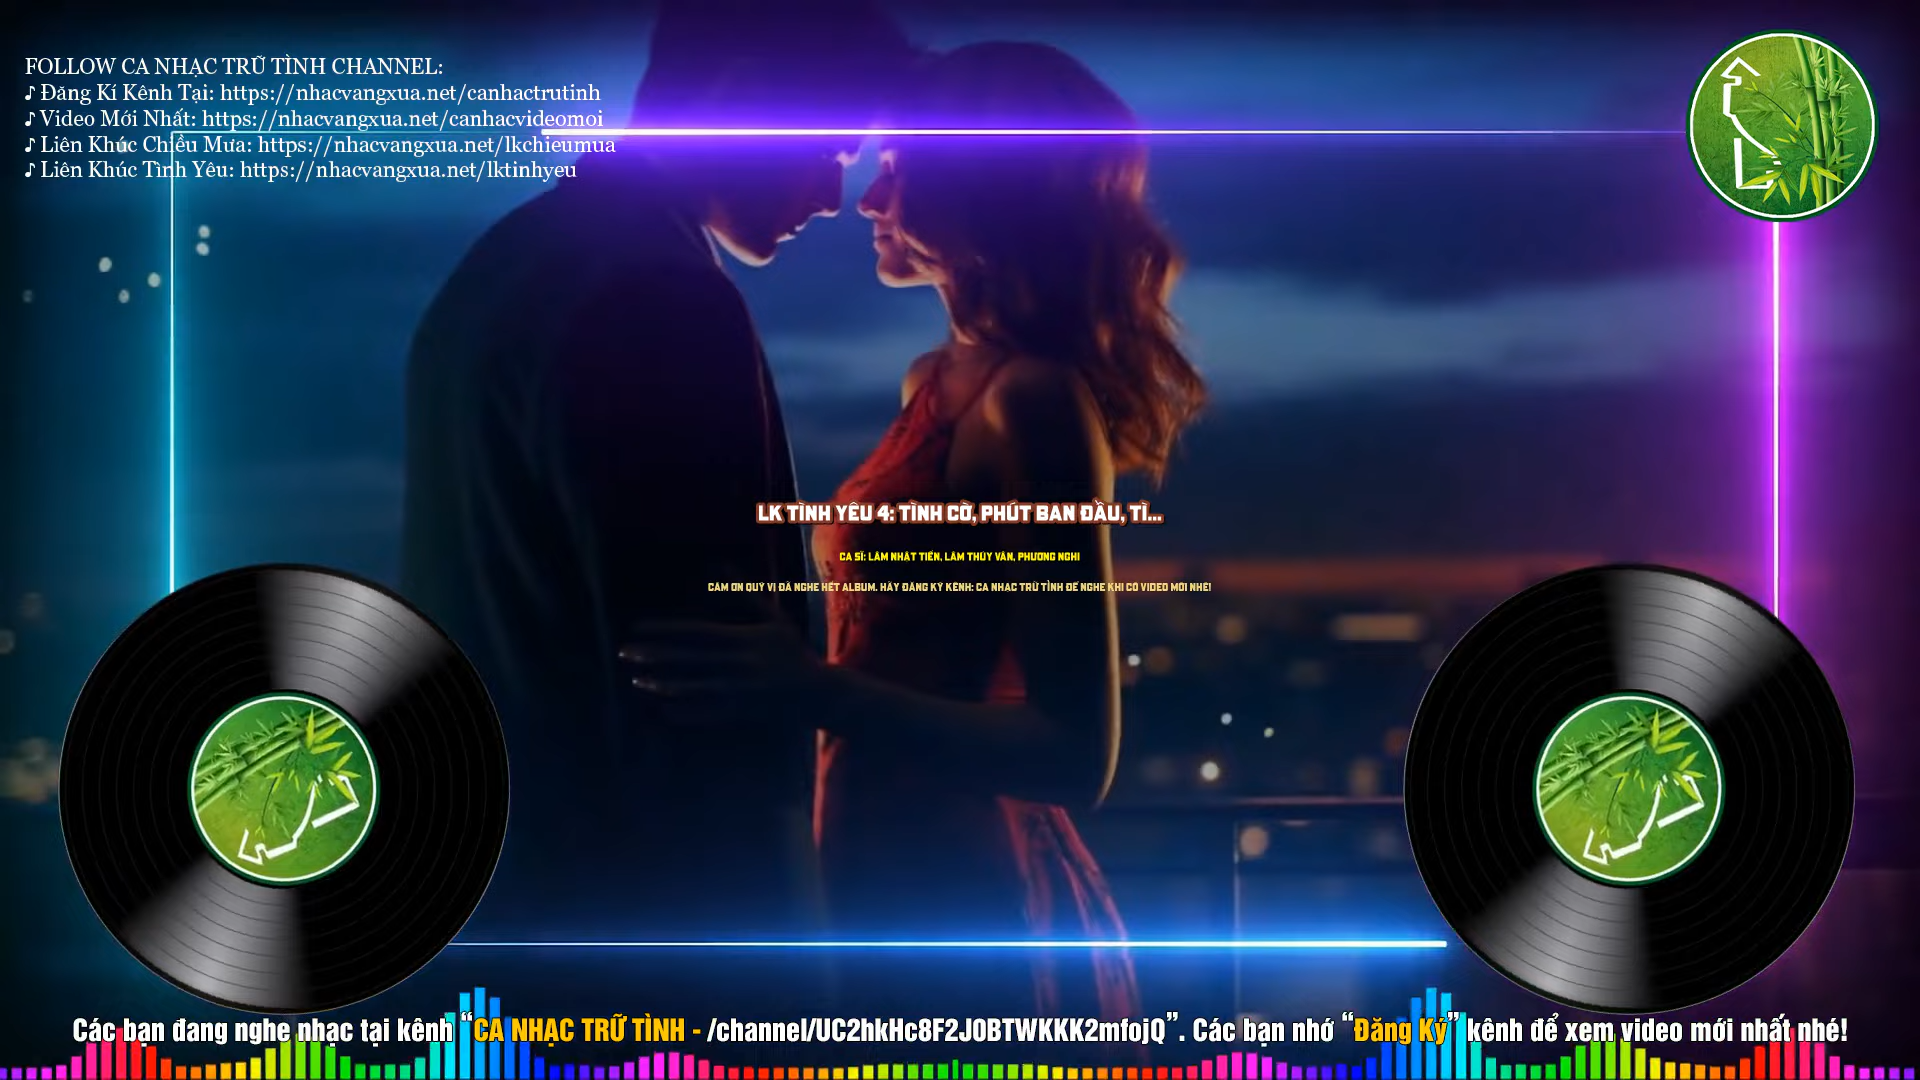 FOLLOW CA NHẠC TRỮ TÌNH CHANNEL:
♪ Đăng Kí Kênh Tại: https://nhacvangxua.net/canhactrutinh
♪ Video Mới Nhất: https://nhacvangxua.net/canhacvideomoi
♪ Liên Khúc Chiều Mưa: https://nhacvangxua.net/lkchieumua
♪ Liên Khúc Tình Yêu: https://nhacvangxua.net/lktinhyeu
LK TÌNH YÊU 4: TÌNH CỜ, PHÚT BAN ĐẦU, TÌ...
CA SĨ: LÂM NHẬT TIẾN, LÂM THÚY VÂN, PHƯƠNG NGHI
CÁM ƠN QUÝ VỊ ĐÃ NGHE HẾT ALBUM. HÃY ĐĂNG KÝ KÊNH: CA NHẠC TRỮ TÌNH ĐỂ NGHE KHI CÓ VIDEO MỚI NHÉ!
Các bạn đang nghe nhạc tại kênh “CA NHẠC TRỮ TÌNH - /channel/UC2hkHc8F2J0BTWKKK2mfojQ”. Các bạn nhớ “Đăng Ký” kênh để xem video mới nhất nhé!